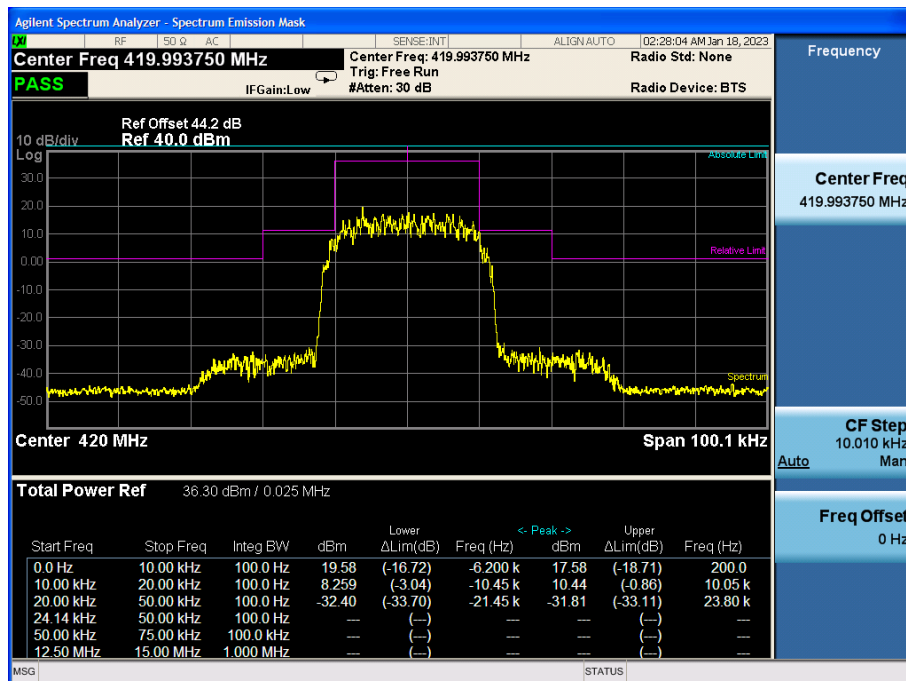 Agilent Spectrum Analyzer - Spectrum Emission Mask
LXI RF 50 Ω AC SENSE:INT ALIGN AUTO 02:28:04 AM Jan 18, 2023
Center Freq 419.993750 MHz Center Freq: 419.993750 MHz Radio Std: None
Trig: Free Run
PASS IFGain:Low #Atten: 30 dB Radio Device: BTS
Ref Offset 44.2 dB
10 dB/div Ref 40.0 dBm
Log
Absolute Limit
30.0
20.0
10.0
Relative Limit
0.00
-10.0
-20.0
-30.0
-40.0
Spectrum
-50.0
Center 420 MHz Span 100.1 kHz
Total Power Ref 36.30 dBm / 0.025 MHz
Lower <- Peak -> Upper
Start Freq Stop Freq Integ BW dBm ΔLim(dB) Freq (Hz) dBm ΔLim(dB) Freq (Hz)
0.0 Hz 10.00 kHz 100.0 Hz 19.58 (-16.72) -6.200 k 17.58 (-18.71) 200.0
10.00 kHz 20.00 kHz 100.0 Hz 8.259 (-3.04) -10.45 k 10.44 (-0.86) 10.05 k
20.00 kHz 50.00 kHz 100.0 Hz -32.40 (-33.70) -21.45 k -31.81 (-33.11) 23.80 k
24.14 kHz 50.00 kHz 100.0 Hz --- (---) --- --- (---) ---
50.00 kHz 75.00 kHz 100.0 kHz --- (---) --- --- (---) ---
12.50 MHz 15.00 MHz 1.000 MHz --- (---) --- --- (---) ---
MSG STATUS
Frequency
Center Freq
419.993750 MHz
CF Step
10.010 kHz
Auto Man
Freq Offset
0 Hz